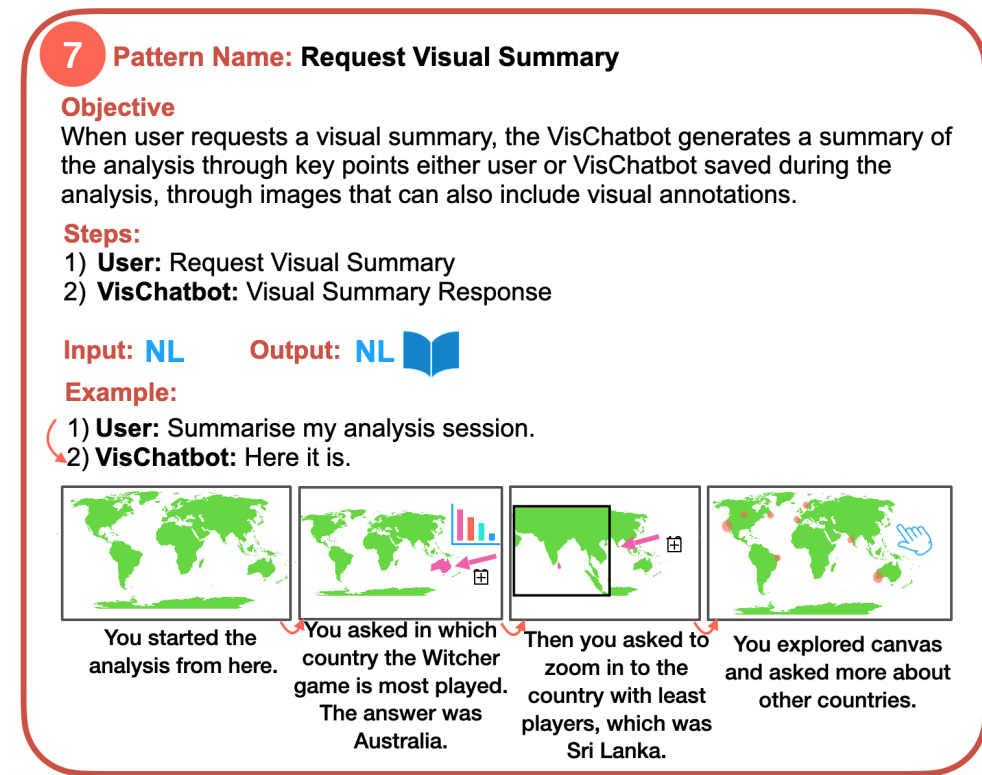 7 Pattern Name: Request Visual Summary
Objective
When user requests a visual summary, the VisChatbot generates a summary of
the analysis through key points either user or VisChatbot saved during the
analysis, through images that can also include visual annotations.
Steps:
1) User: Request Visual Summary
2) VisChatbot: Visual Summary Response
Input: NL Output: NL
Example:
1) User: Summarise my analysis session.
2) VisChatbot: Here it is.
You started the
analysis from here.
You asked in which
country the Witcher
game is most played.
The answer was
Australia.
Then you asked to
zoom in to the
country with least
players, which was
Sri Lanka.
You explored canvas
and asked more about
other countries.